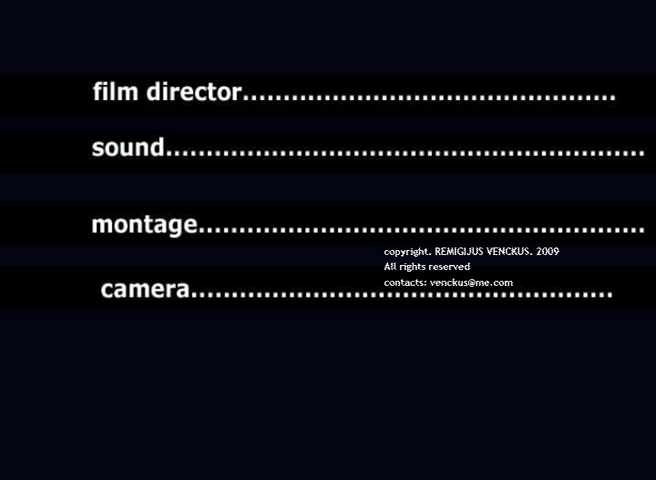 film director..............................................
sound...........................................................
montage.......................................................
copyright. REMIGIJUS VENCKUS. 2009
All rights reserved
contacts: venckus@me.com
camera....................................................